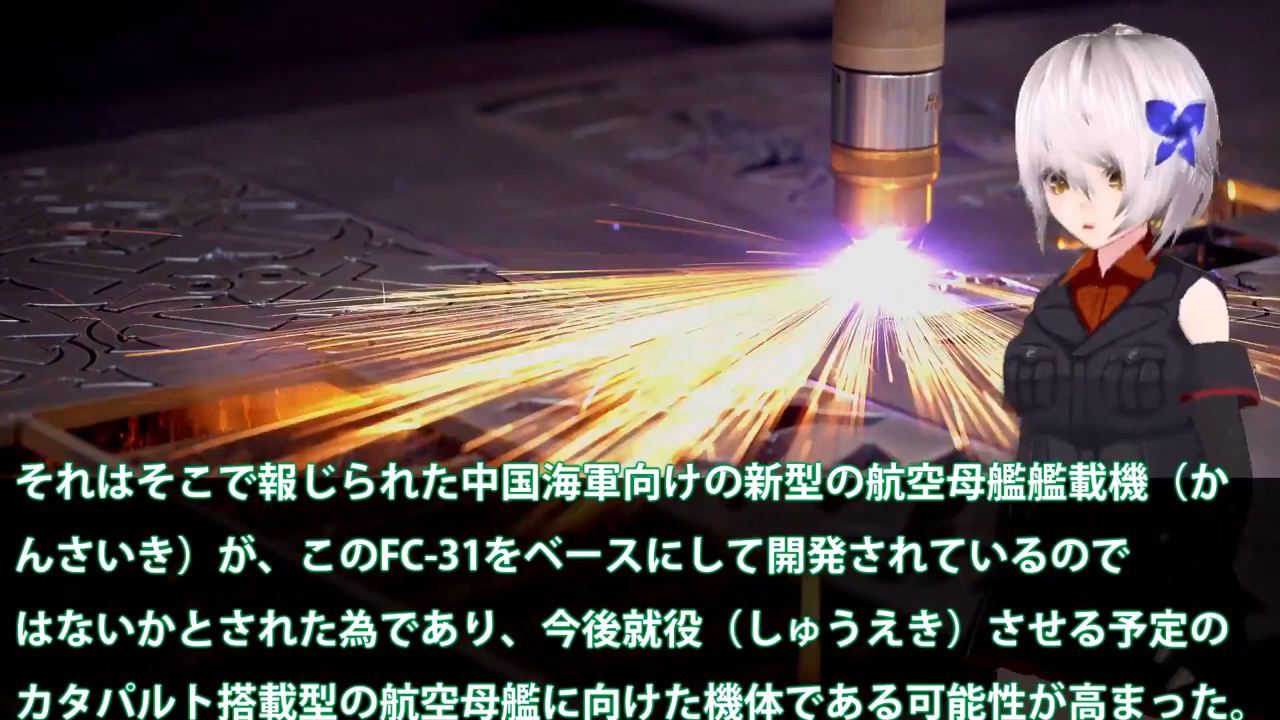 それはそこで報じられた中国海軍向けの新型の航空母艦艦載機（か
んさいき）が、このFC-31をベースにして開発されているので
はないかとされた為であり、今後就役（しゅうえき）させる予定の
カタパルト搭載型の航空母艦に向けた機体である可能性が高まった。